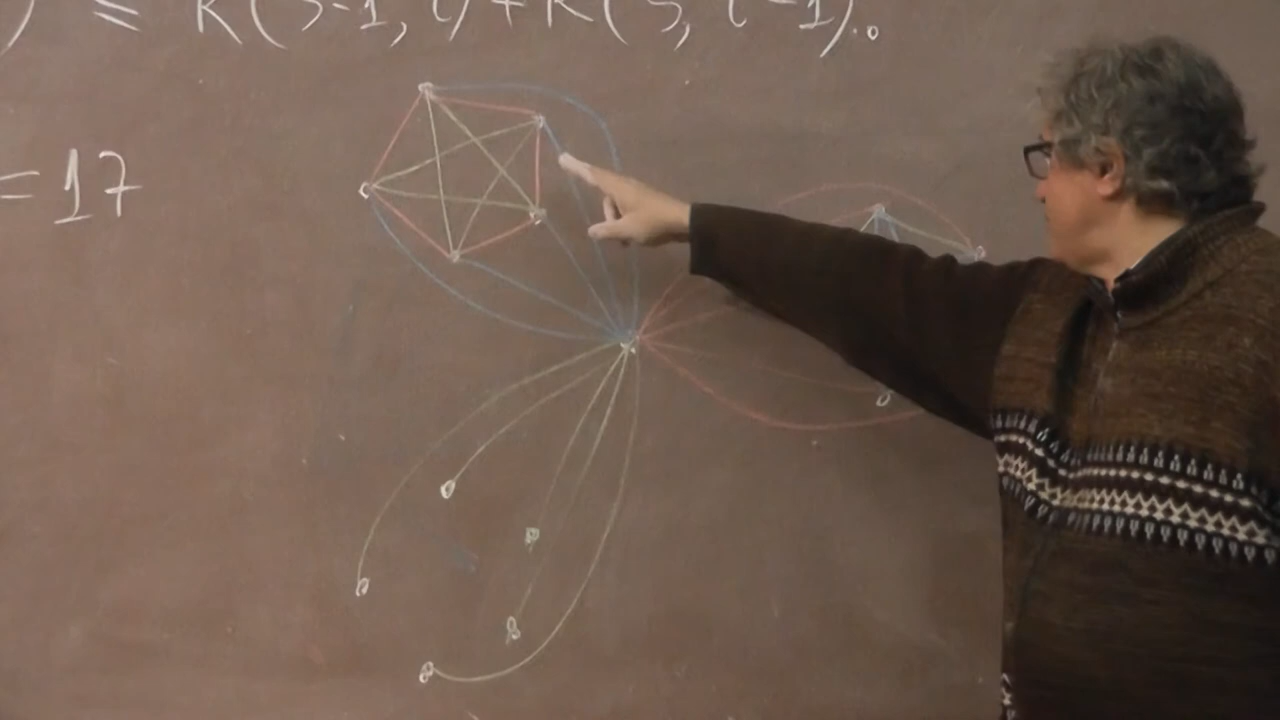 ) ≤ R(s-1, t) + R(s, t-1).
= 17